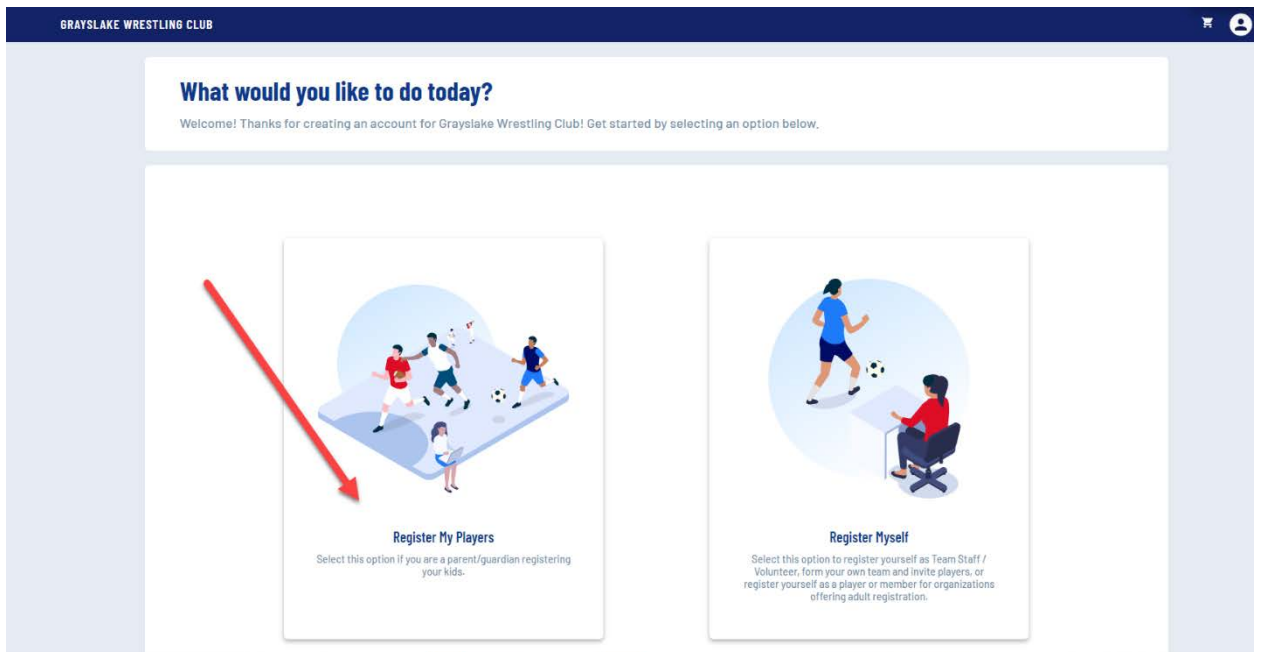 GRAYSLAKE WRESTLING CLUB
What would you like to do today?
Welcome! Thanks for creating an account for Grayslake Wrestling Club! Get started by selecting an option below.
Register My Players
Select this option if you are a parent/guardian registering
your kids.
Register Myself
Select this option to register yourself as Team Staff /
Volunteer, form your own team and invite players, or
register yourself as a player or member for organizations
offering adult registration.